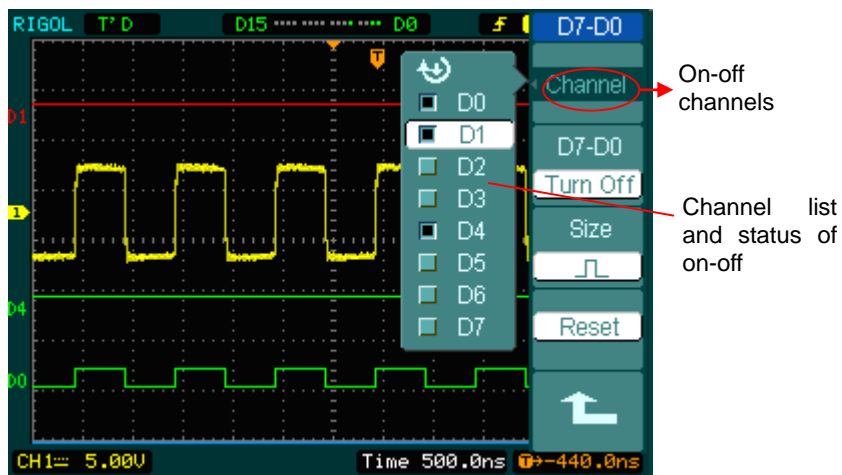 RIGOL T'D D15 D0 D7-D0
Channel
On-off
channels
D0
D1
D2
D3
D4
D5
D6
D7
D7-D0
Turn Off
Size
Reset
Channel list
and status of
on-off
D1
T
1
D4
D0
CH1 5.00V Time 500.0ns T→-440.0ns